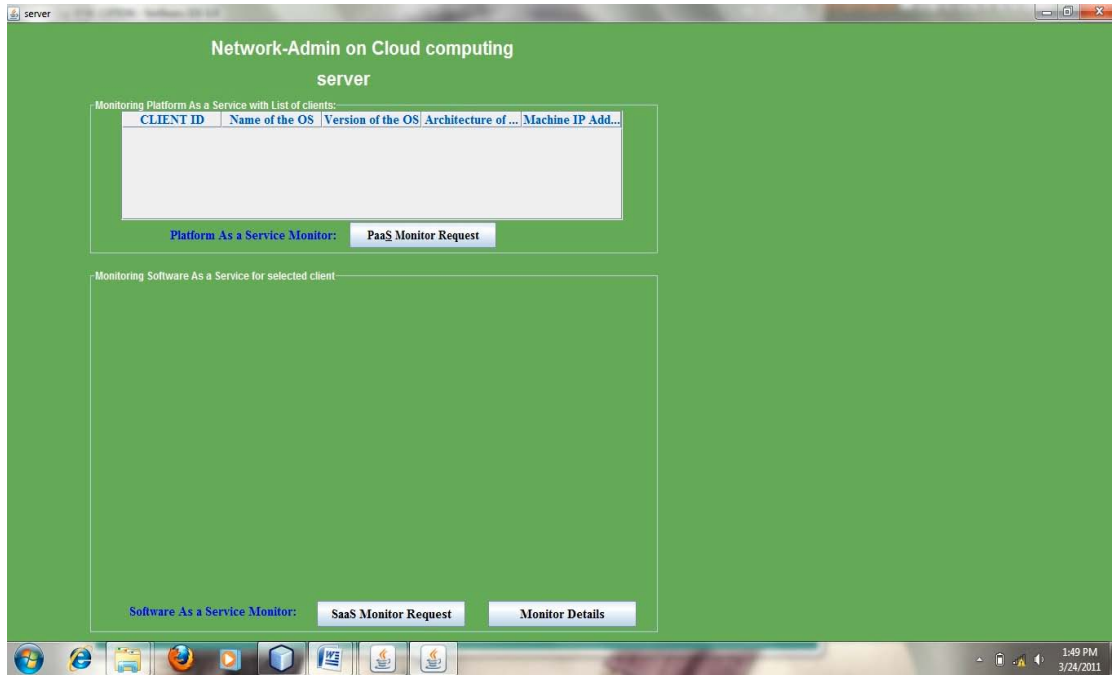 server
Network-Admin on Cloud computing
server
Monitoring Platform As a Service with List of clients:
CLIENT ID Name of the OS Version of the OS Architecture of ... Machine IP Add...
Platform As a Service Monitor: PaaS Monitor Request
Monitoring Software As a Service for selected client
Software As a Service Monitor: SaaS Monitor Request Monitor Details
1:49 PM
3/24/2011